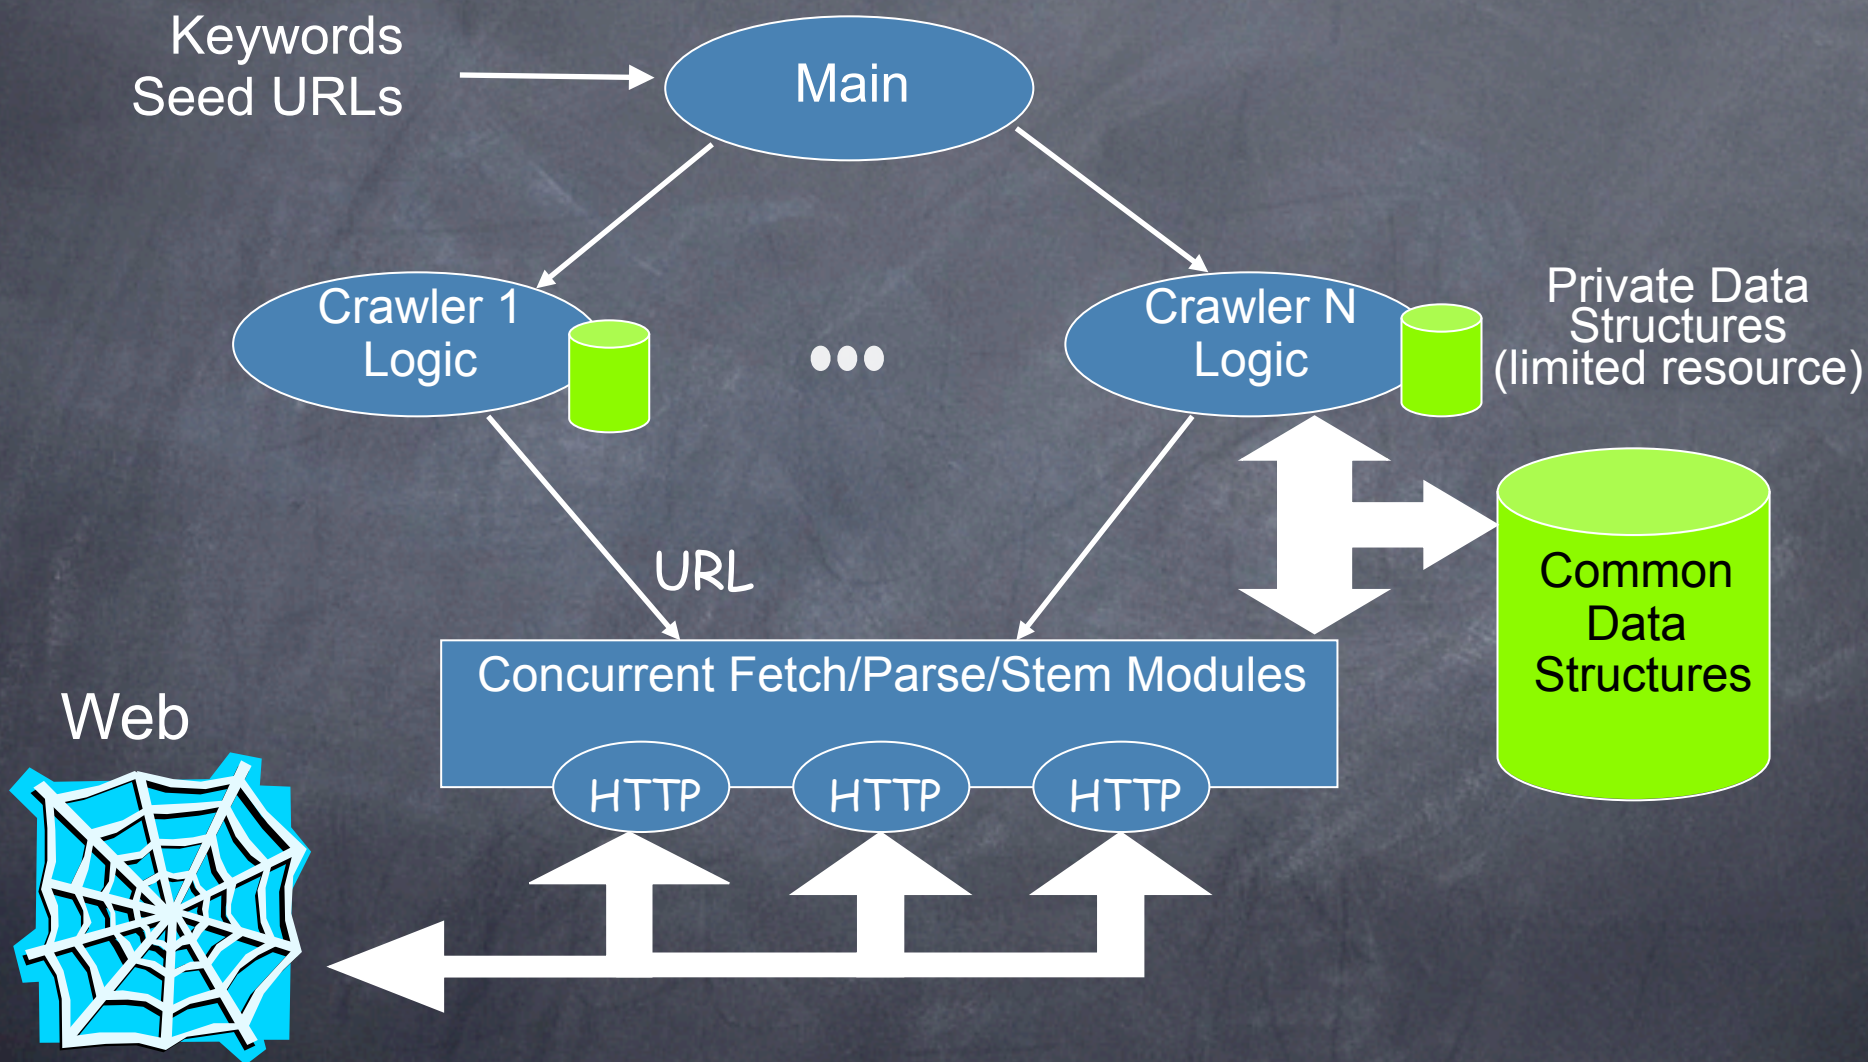 Keywords
Seed URLs
Main
Crawler 1
Logic
Crawler N
Logic
Private Data
Structures
(limited resource)
URL
Common
Data
Structures
Concurrent Fetch/Parse/Stem Modules
Web
HTTP
HTTP
HTTP